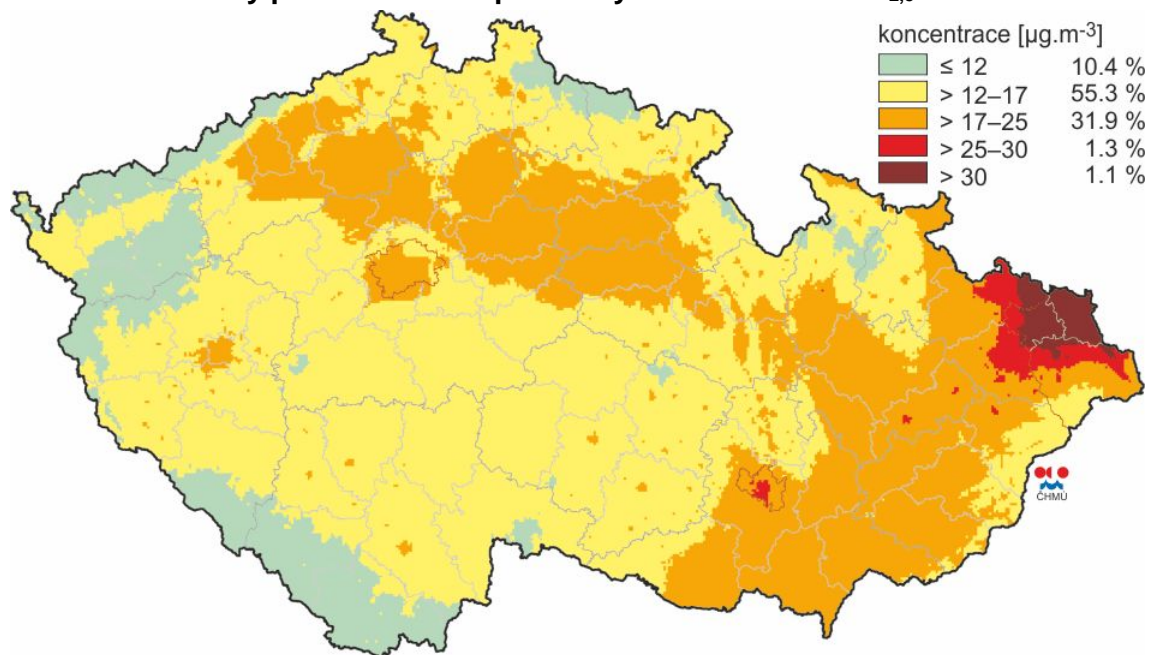 koncentrace [µg.m-3]
≤ 12 10.4 %
> 12–17 55.3 %
> 17–25 31.9 %
> 25–30 1.3 %
> 30 1.1 %
ČHMÚ